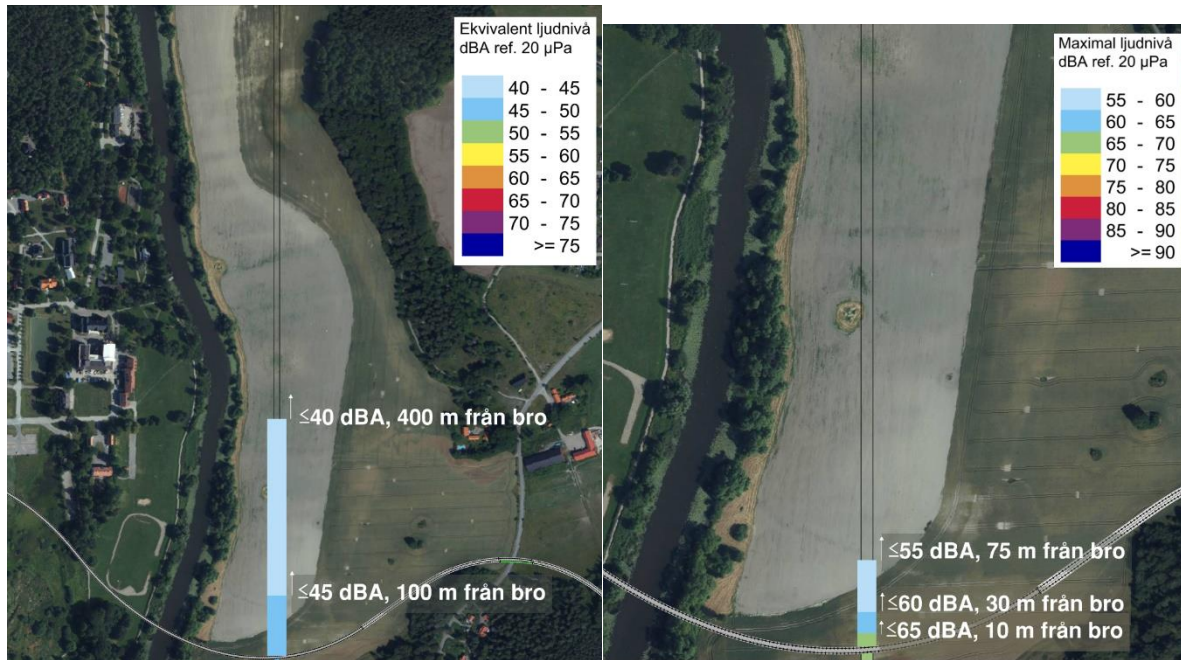 Ekvivalent ljudnivå
dBA ref. 20 µPa
40 - 45
45 - 50
50 - 55
55 - 60
60 - 65
65 - 70
70 - 75
>= 75
≤40 dBA, 400 m från bro
≤45 dBA, 100 m från bro
Maximal ljudnivå
dBA ref. 20 µPa
55 - 60
60 - 65
65 - 70
70 - 75
75 - 80
80 - 85
85 - 90
>= 90
≤55 dBA, 75 m från bro
≤60 dBA, 30 m från bro
≤65 dBA, 10 m från bro